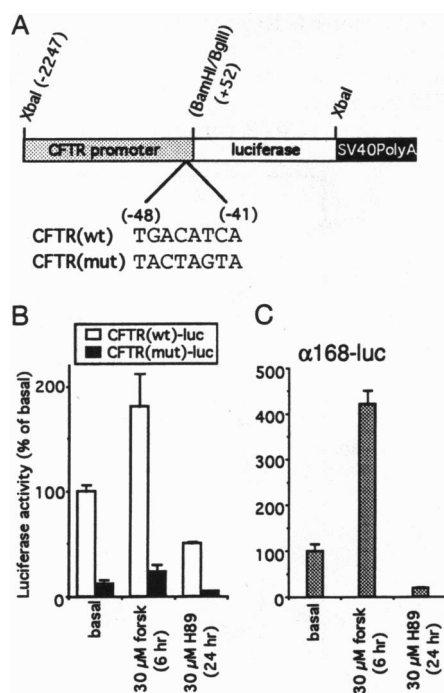 A
XbaI (-2247)
(BamHI/BglII)
(+52)
XbaI
CFTR promoter
luciferase
SV40PolyA
(-48)
(-41)
CFTR(wt) TGACATCA
CFTR(mut) TACTAGTA
B
CFTR(wt)-luc
CFTR(mut)-luc
Luciferase activity (% of basal)
200
100
0
basal
30 µM forsk
(6 hr)
30 µM H89
(24 hr)
C
α168-luc
500
400
300
200
100
0
basal
30 µM forsk
(6 hr)
30 µM H89
(24 hr)